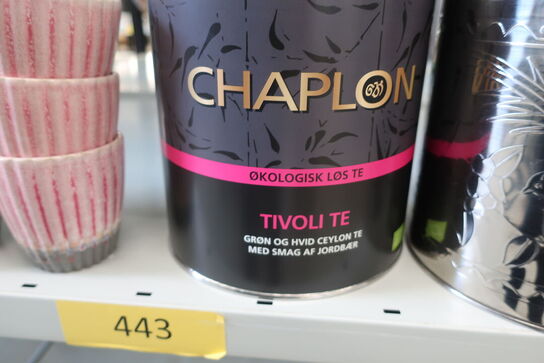 CHAPLON
ØKOLOGISK LØS TE
TIVOLI TE
GRØN OG HVID CEYLON TE
MED SMAG AF JORDBÆR
443